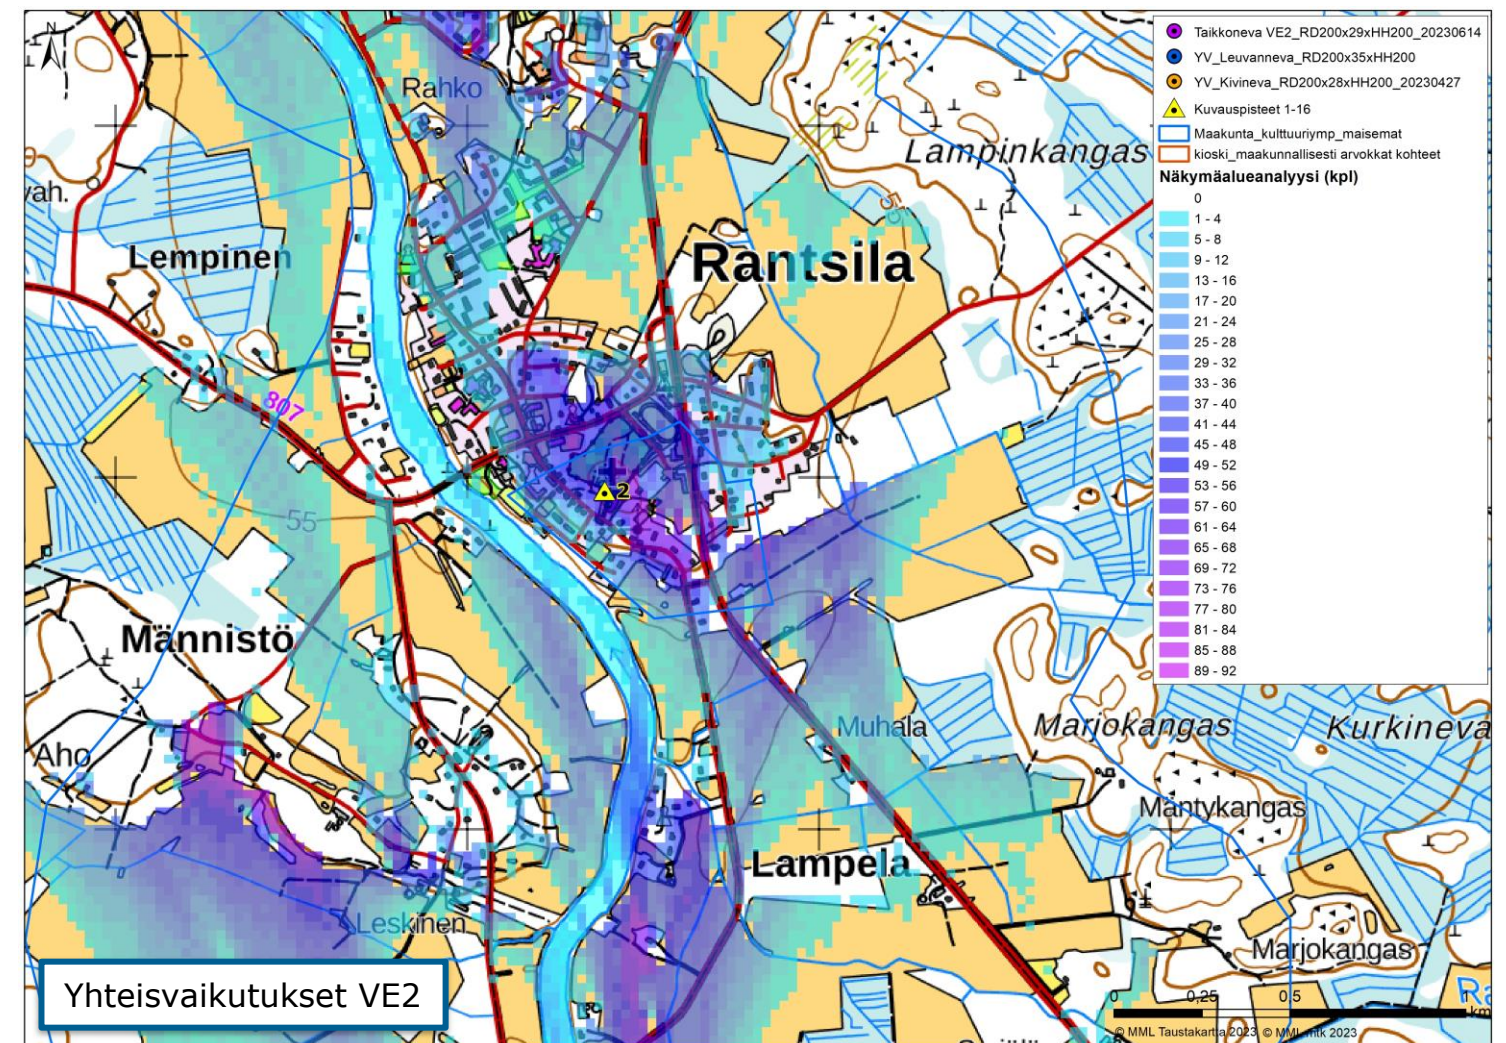 N
Taikkoneva VE2_RD200x29xHH200_20230614
YV_Leuvanneva_RD200x35xHH200
YV_Kivineva_RD200x28xHH200_20230427
Kuvauspisteet 1-16
Maakunta_kulttuuriymp_maisemat
kioski_maakunnallisesti arvokkat kohteet
Näkymäalueanalyysi (kpl)
0
1 - 4
5 - 8
9 - 12
13 - 16
17 - 20
21 - 24
25 - 28
29 - 32
33 - 36
37 - 40
41 - 44
45 - 48
49 - 52
53 - 56
57 - 60
61 - 64
65 - 68
69 - 72
73 - 76
77 - 80
81 - 84
85 - 88
89 - 92
Rahko
Lampinkangas
vah.
Lempinen
Rantsila
807
2
55
Männistö
Muhala
Marjokangas
Kurkineva
Aho
Mäntykangas
Lampela
Leskinen
Marjokangas
Yhteisvaikutukset VE2
Ra
0 0,25 0,5 1
km
© MML Taustakartta 2023 © MML mtk 2023